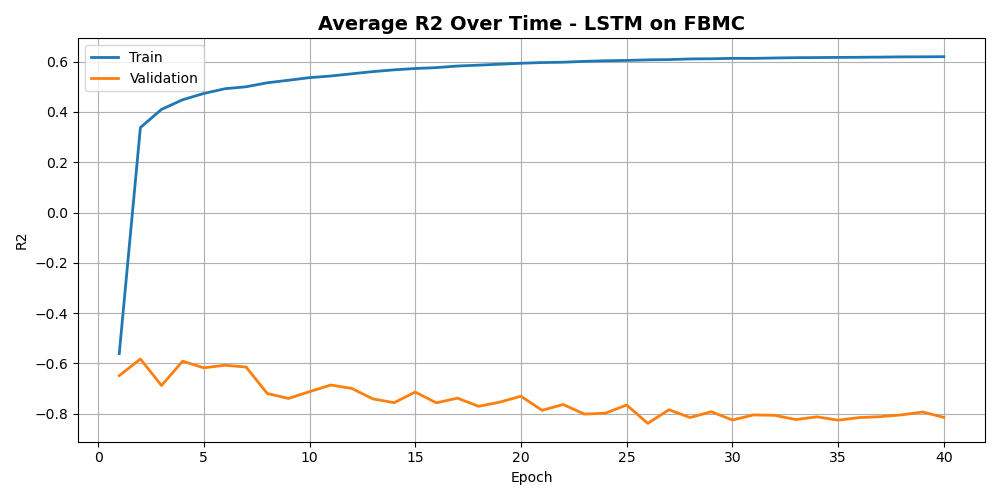 Average R2 Over Time - LSTM on FBMC
Train
Validation
R2
0.6
0.4
0.2
0.0
−0.2
−0.4
−0.6
−0.8
0 5 10 15 20 25 30 35 40
Epoch